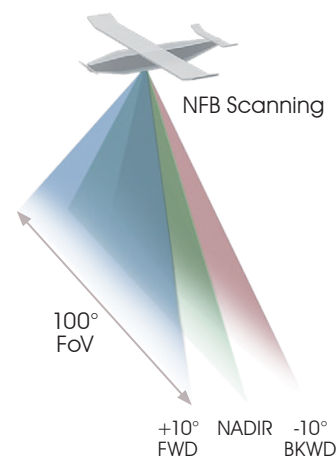 NFB Scanning
100°
FoV
+10° NADIR -10°
FWD BKWD